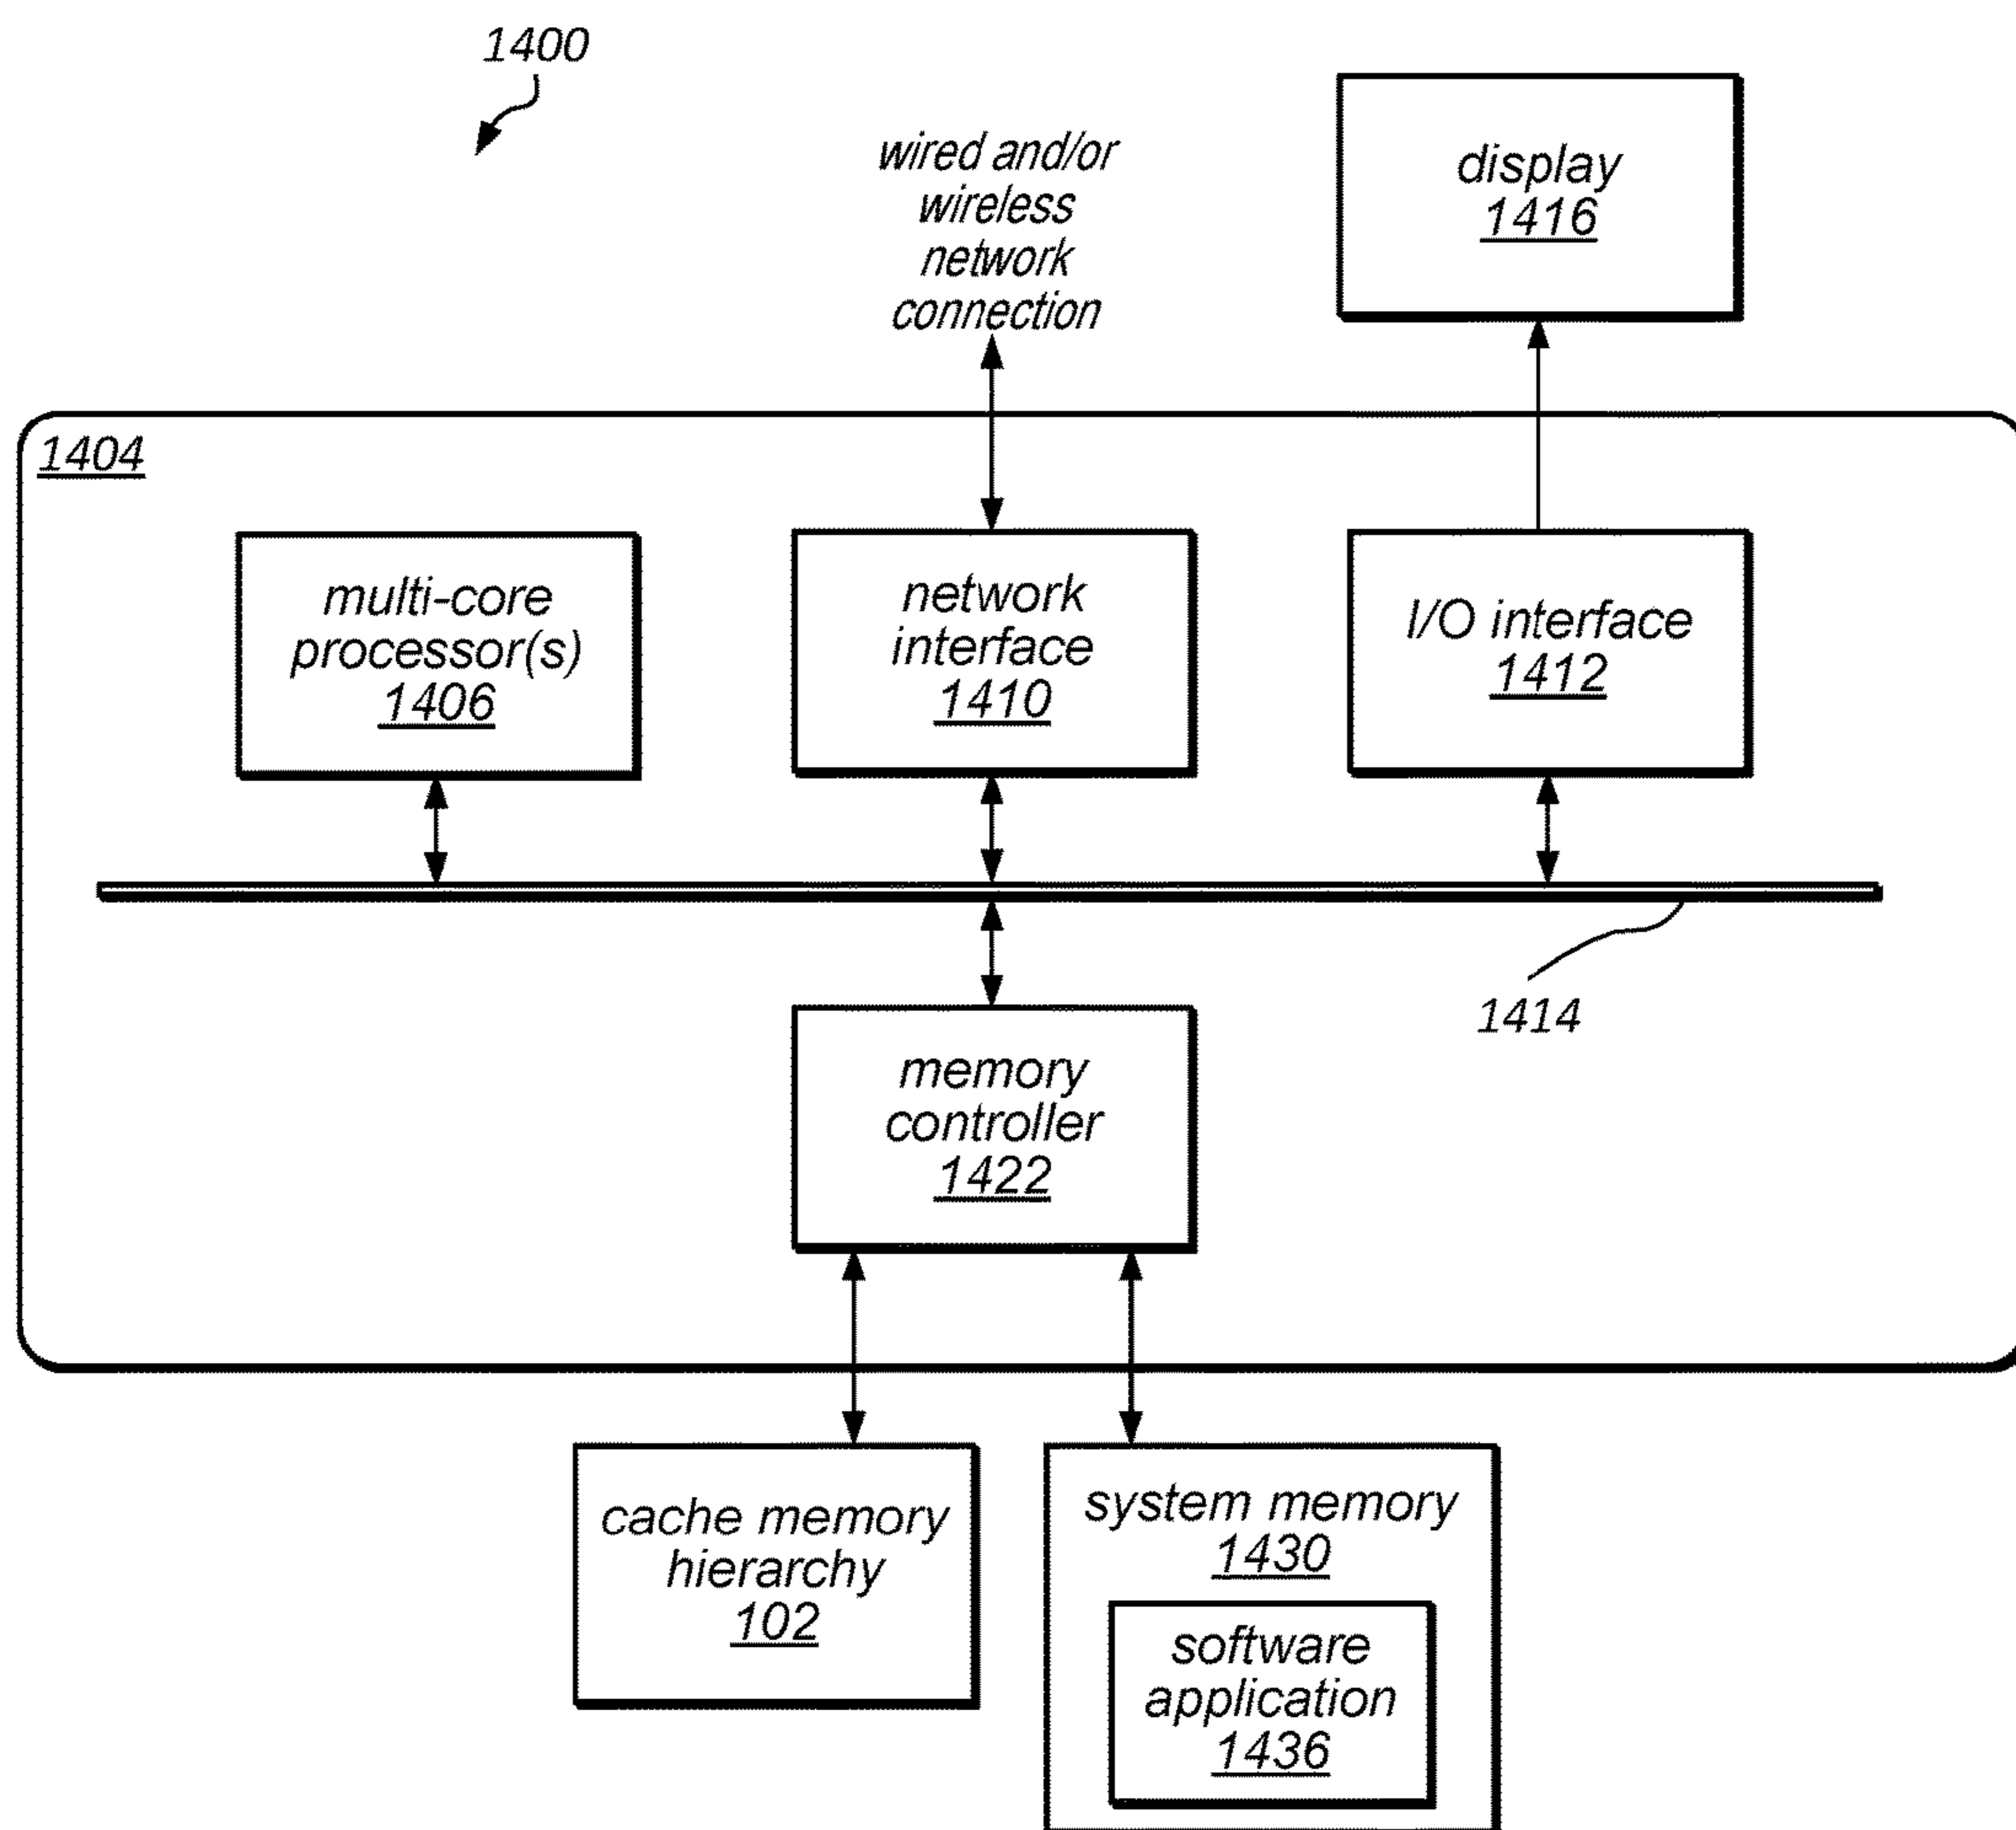 1400
wired and/or
wireless
network
connection
display
1416
1404
multi-core
processor(s)
1406
network
interface
1410
I/O interface
1412
1414
memory
controller
1422
cache memory
hierarchy
102
system memory
1430
software
application
1436